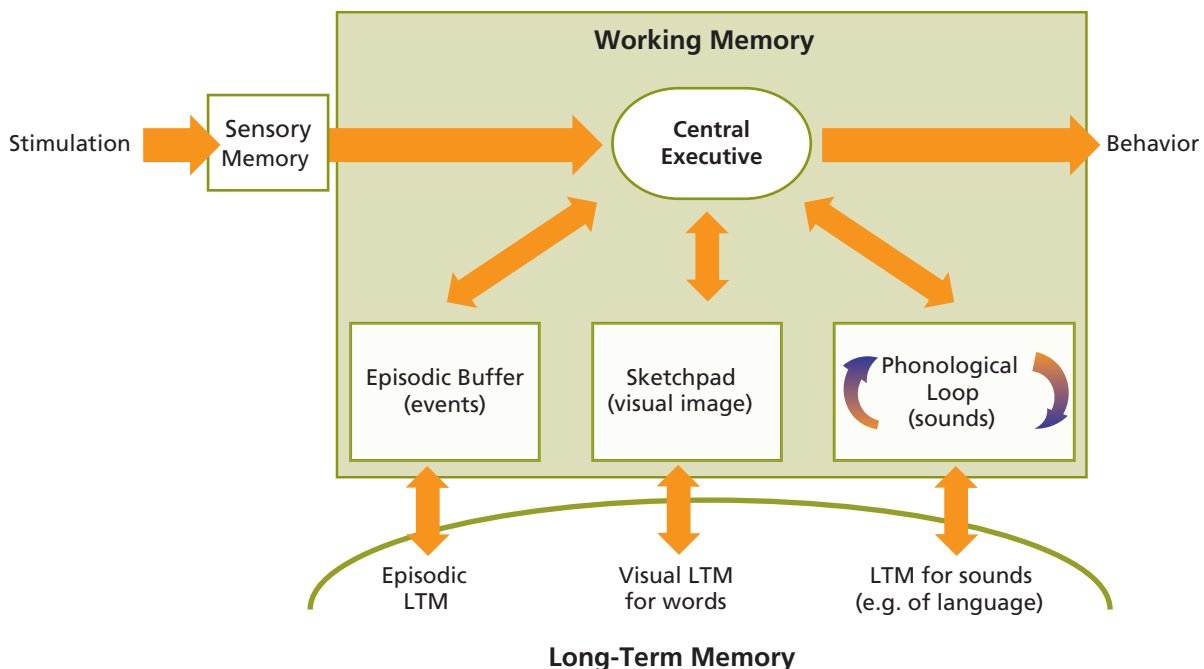 Working Memory
Stimulation
Sensory
Memory
Central
Executive
Behavior
Episodic Buffer
(events)
Sketchpad
(visual image)
Phonological
Loop
(sounds)
Episodic
LTM
Visual LTM
for words
LTM for sounds
(e.g. of language)
Long-Term Memory